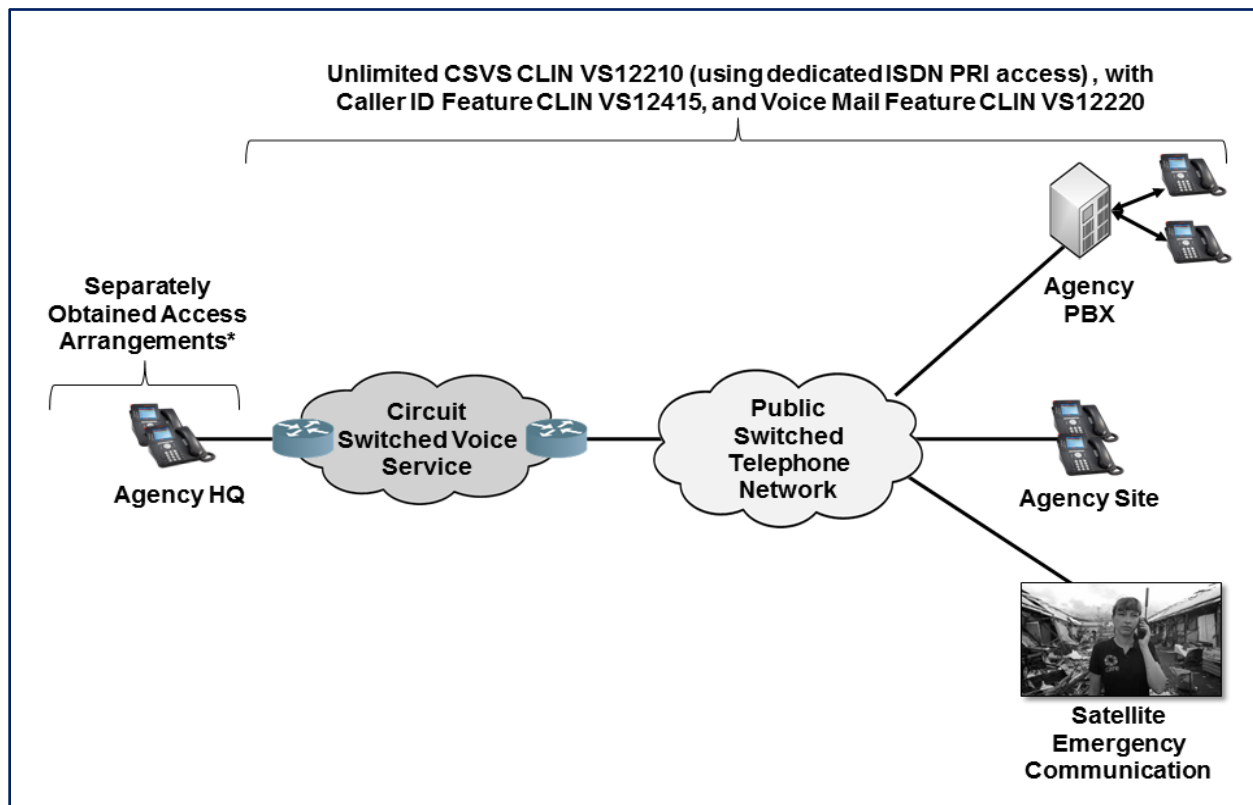 Unlimited CSVS CLIN VS12210 (using dedicated ISDN PRI access) , with
Caller ID Feature CLIN VS12415, and Voice Mail Feature CLIN VS12220
Separately
Obtained Access
Arrangements*
Agency HQ
Circuit
Switched Voice
Service
Public
Switched
Telephone
Network
Agency
PBX
Agency Site
Satellite
Emergency
Communication